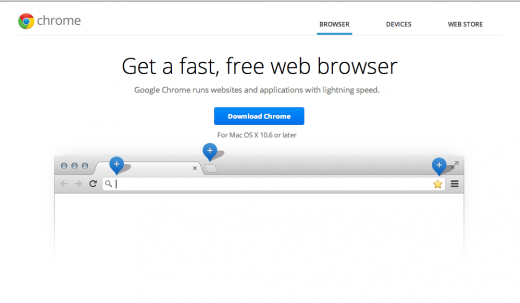 chrome
BROWSER DEVICES WEB STORE
Get a fast, free web browser
Google Chrome runs websites and applications with lightning speed.
Download Chrome
For Mac OS X 10.6 or later